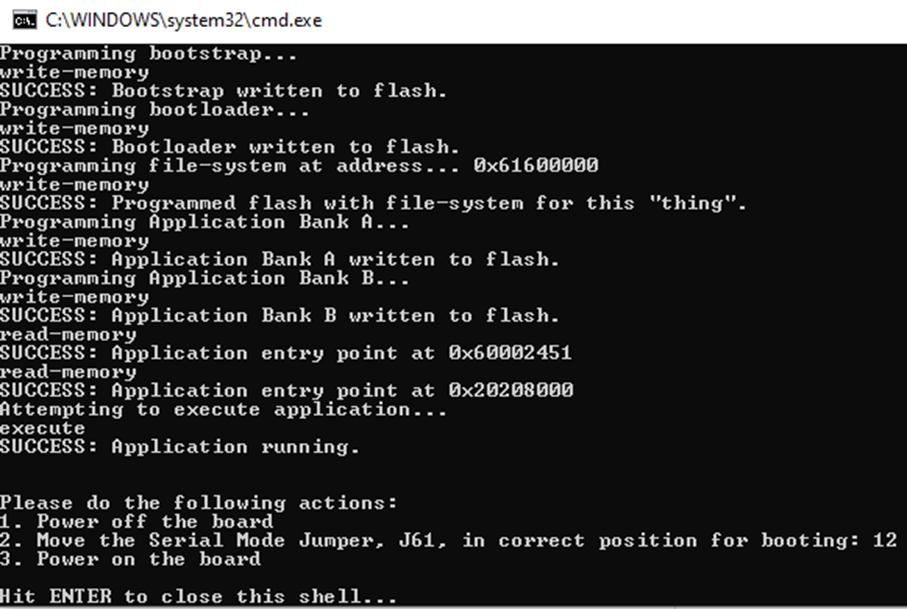 C:\WINDOWS\system32\cmd.exe
Programming bootstrap...
write-memory
SUCCESS: Bootstrap written to flash.
Programming bootloader...
write-memory
SUCCESS: Bootloader written to flash.
Programming file-system at address... 0x61600000
write-memory
SUCCESS: Programmed flash with file-system for this "thing".
Programming Application Bank A...
write-memory
SUCCESS: Application Bank A written to flash.
Programming Application Bank B...
write-memory
SUCCESS: Application Bank B written to flash.
read-memory
SUCCESS: Application entry point at 0x60002451
read-memory
SUCCESS: Application entry point at 0x20208000
Attempting to execute application...
execute
SUCCESS: Application running.
Please do the following actions:
1. Power off the board
2. Move the Serial Mode Jumper, J61, in correct position for booting: 12
3. Power on the board
Hit ENTER to close this shell...